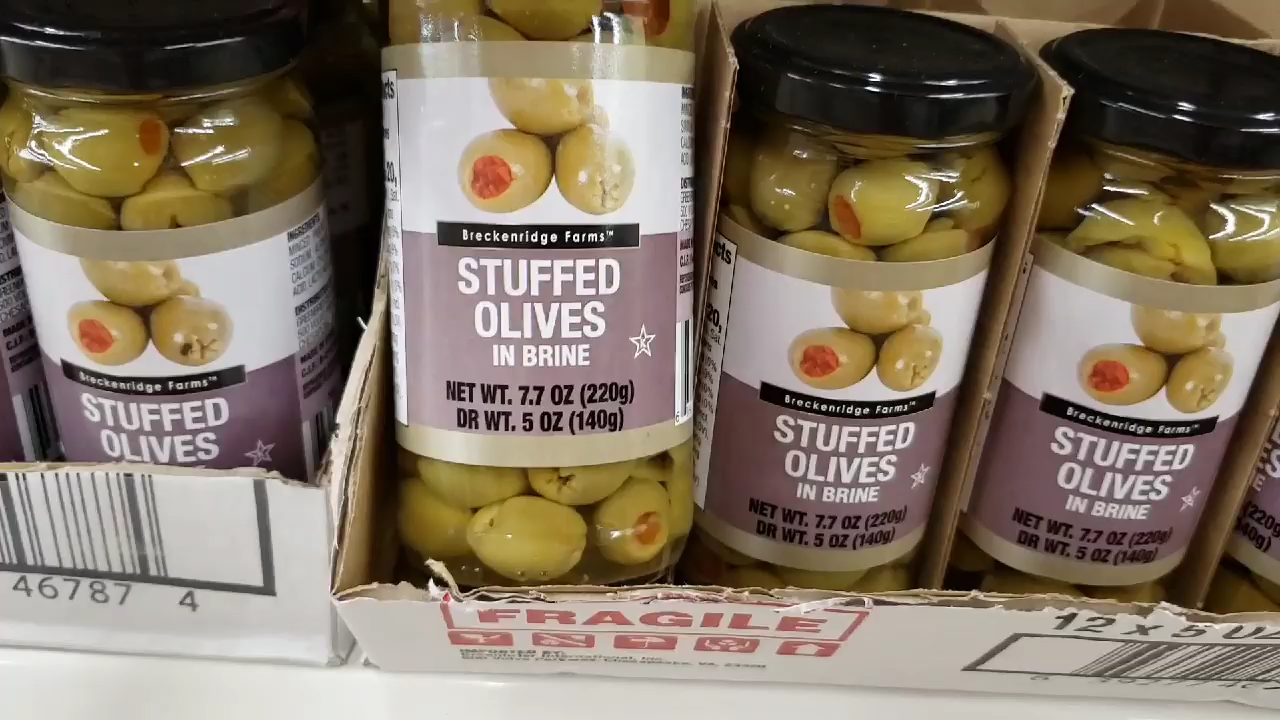 Breckenridge Farms™
STUFFED
OLIVES
Breckenridge Farms™
STUFFED
OLIVES
IN BRINE
NET WT. 7.7 OZ (220g)
DR WT. 5 OZ (140g)
Breckenridge Farms™
STUFFED
OLIVES
IN BRINE
NET WT. 7.7 OZ (220g)
DR WT. 5 OZ (140g)
Breckenridge Farms™
STUFFED
OLIVES
IN BRINE
NET WT. 7.7 OZ (220g)
DR WT. 5 OZ (140g)
46787 4
FRAGILE
IMPORTED BY:
12 x 5